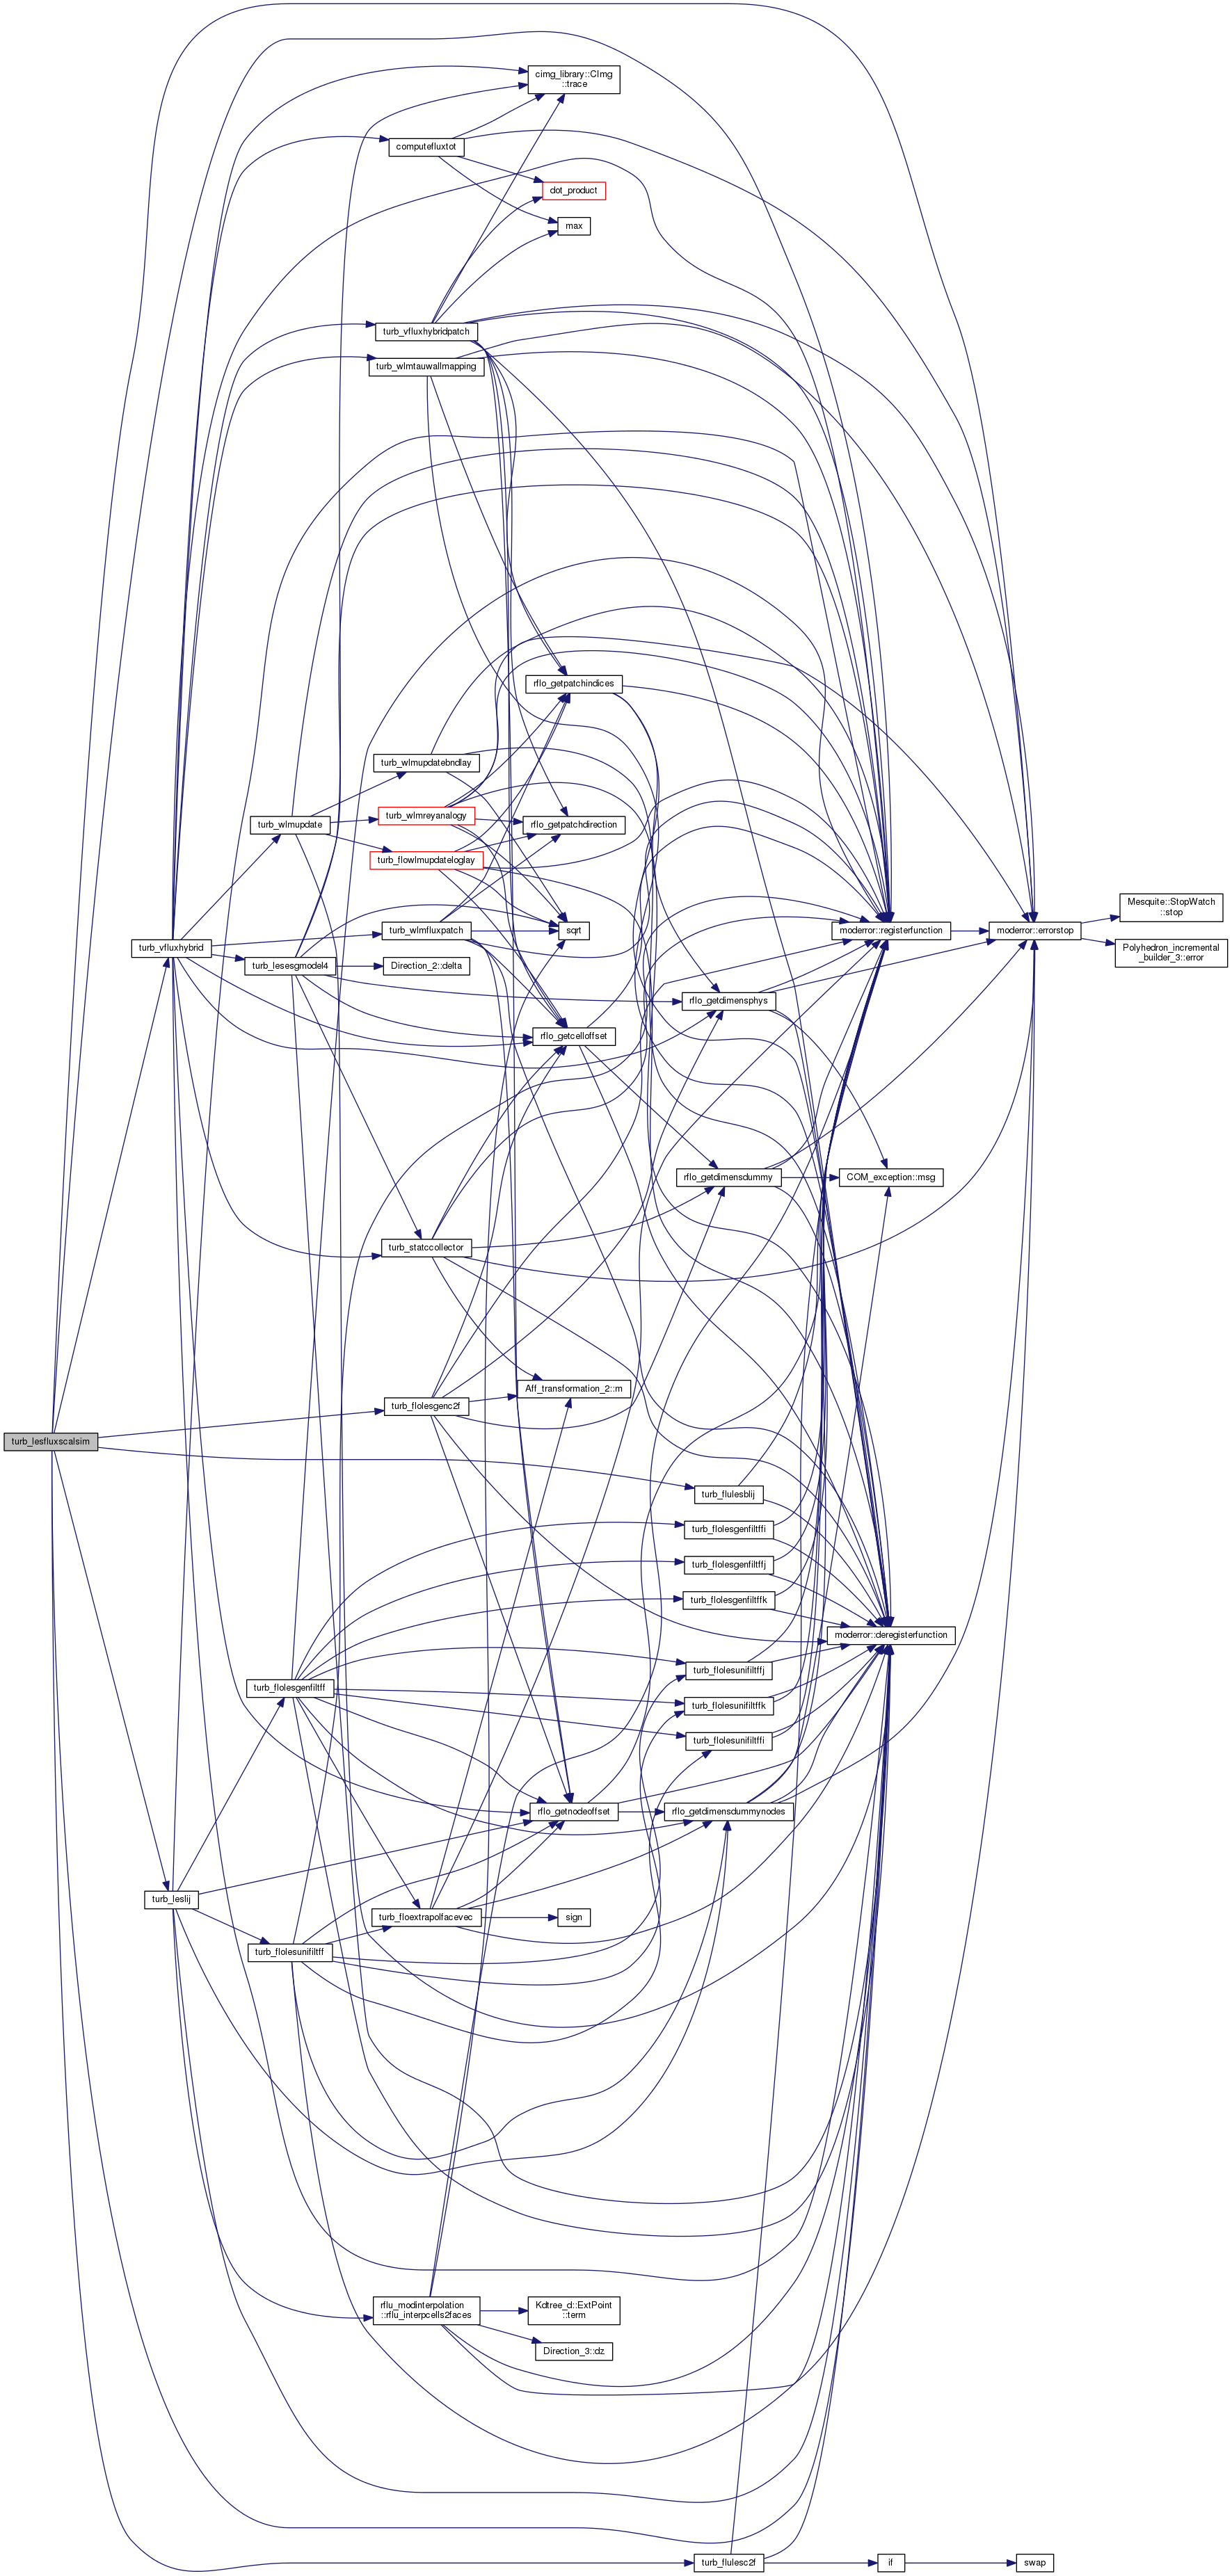 cimg_library::CImg
::trace
computefluxtot
dot_product
max
turb_vfluxhybridpatch
turb_wlmtauwallmapping
rflo_getpatchindices
turb_wlmupdatebndlay
turb_wlmreyanalogy
turb_wlmupdate
rflo_getpatchdirection
turb_flowlmupdateloglay
Mesquite::StopWatch
::stop
turb_wlmfluxpatch
sqrt
moderror::registerfunction
moderror::errorstop
turb_vfluxhybrid
Polyhedron_incremental
_builder_3::error
turb_lesesgmodel4
Direction_2::delta
rflo_getdimensphys
rflo_getcelloffset
rflo_getdimensdummy
COM_exception::msg
turb_statccollector
Aff_transformation_2::m
turb_flolesgenc2f
turb_lesfluxscalsim
turb_flulesblij
turb_flolesgenfiltffi
turb_flolesgenfiltffj
turb_flolesgenfiltffk
moderror::deregisterfunction
turb_flolesunifiltffj
turb_flolesgenfiltff
turb_flolesunifiltffk
turb_flolesunifiltffi
rflo_getnodeoffset
rflo_getdimensdummynodes
turb_leslij
turb_floextrapolfacevec
sign
turb_flolesunifiltff
rflu_modinterpolation
::rflu_interpcells2faces
Kdtree_d::ExtPoint
::term
Direction_3::dz
turb_flulesc2f
if
swap